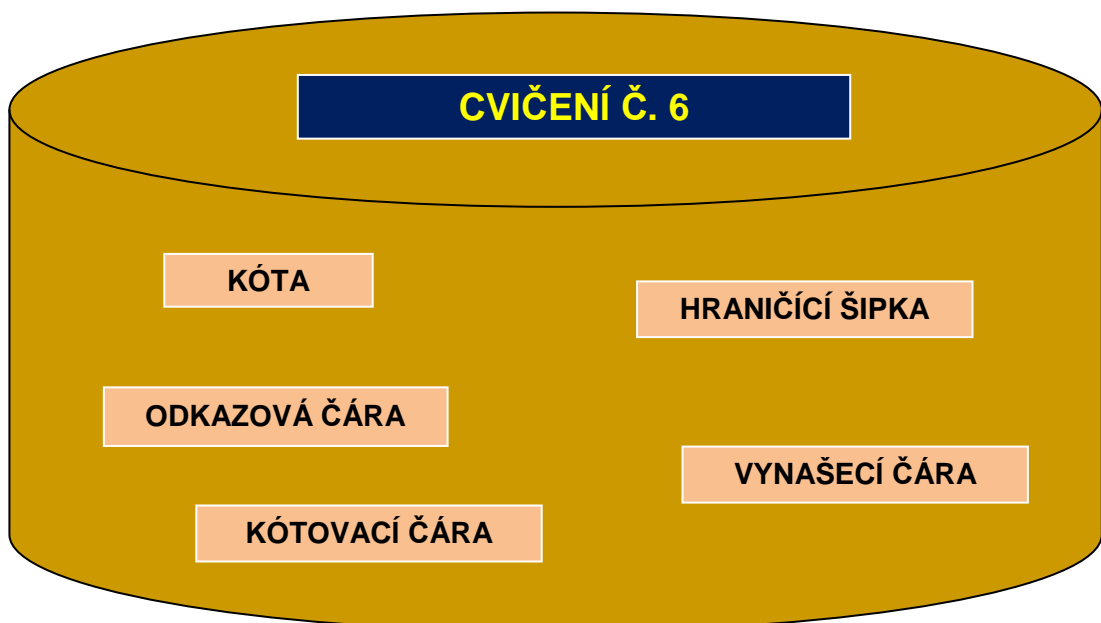 CVIČENÍ Č. 6
KÓTA
HRANIČÍCÍ ŠIPKA
ODKAZOVÁ ČÁRA
VYNAŠECÍ ČÁRA
KÓTOVACÍ ČÁRA